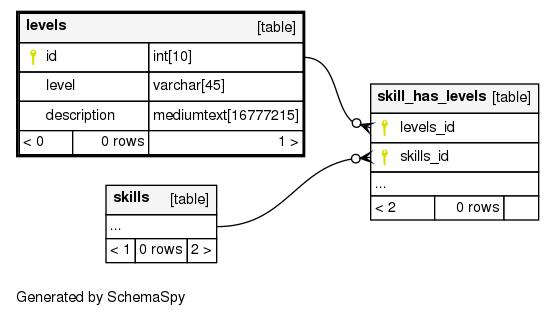 levels [table]
id int[10]
level varchar[45]
description mediumtext[16777215]
< 0 0 rows 1 >
skill_has_levels [table]
levels_id
skills_id
...
< 2 0 rows
skills [table]
...
< 1 0 rows 2 >
Generated by SchemaSpy